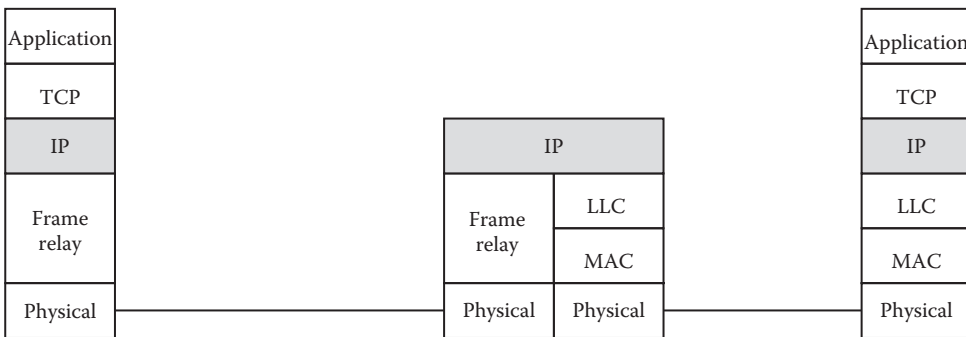 Application
TCP
IP
Frame
relay
Physical
IP
Frame
relay
LLC
MAC
Physical
Physical
Application
TCP
IP
LLC
MAC
Physical